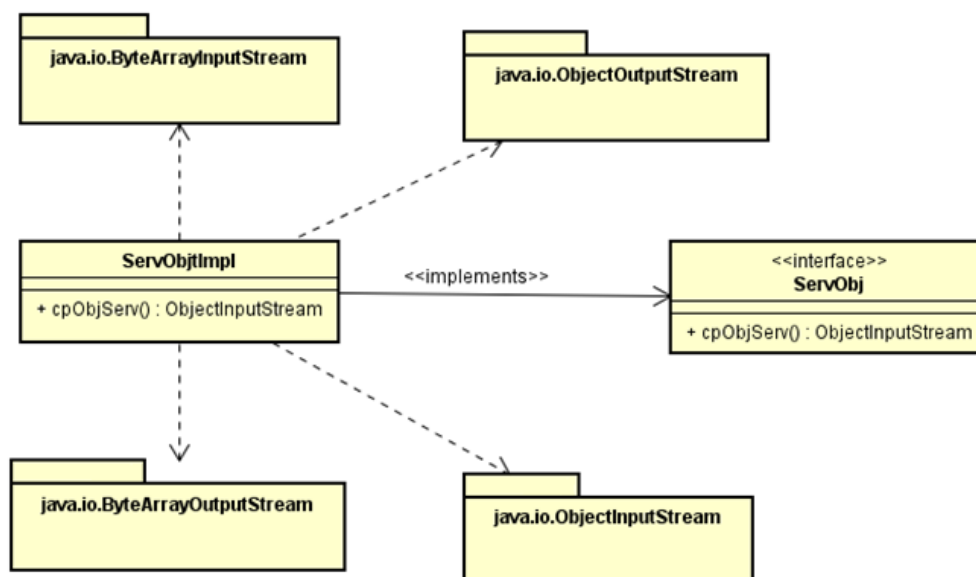 java.io.ByteArrayInputStream
java.io.ObjectOutputStream
ServObjtImpl
+ cpObjServ() : ObjectInputStream
<<implements>>
<<interface>>
ServObj
+ cpObjServ() : ObjectInputStream
java.io.ByteArrayOutputStream
java.io.ObjectInputStream